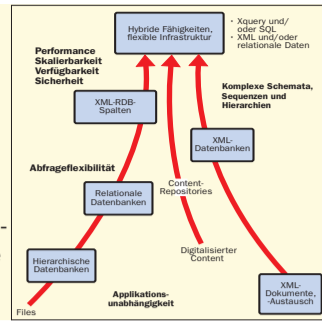 Hybride Fähigkeiten,
flexible Infrastruktur
· Xquery und/
oder SQL
· XML und/oder
relationale Daten
Performance
Skalierbarkeit
Verfügbarkeit
Sicherheit
Komplexe Schemata,
Sequenzen und
Hierarchien
XML-RDB-
Spalten
XML-
Datenbanken
Abfrageflexibilität
Content-
Repositories
Relationale
Datenbanken
Digitalisierter
Content
Hierarchische
Datenbanken
XML-
Dokumente,
-Austausch
Applikations-
unabhängigkeit
Files